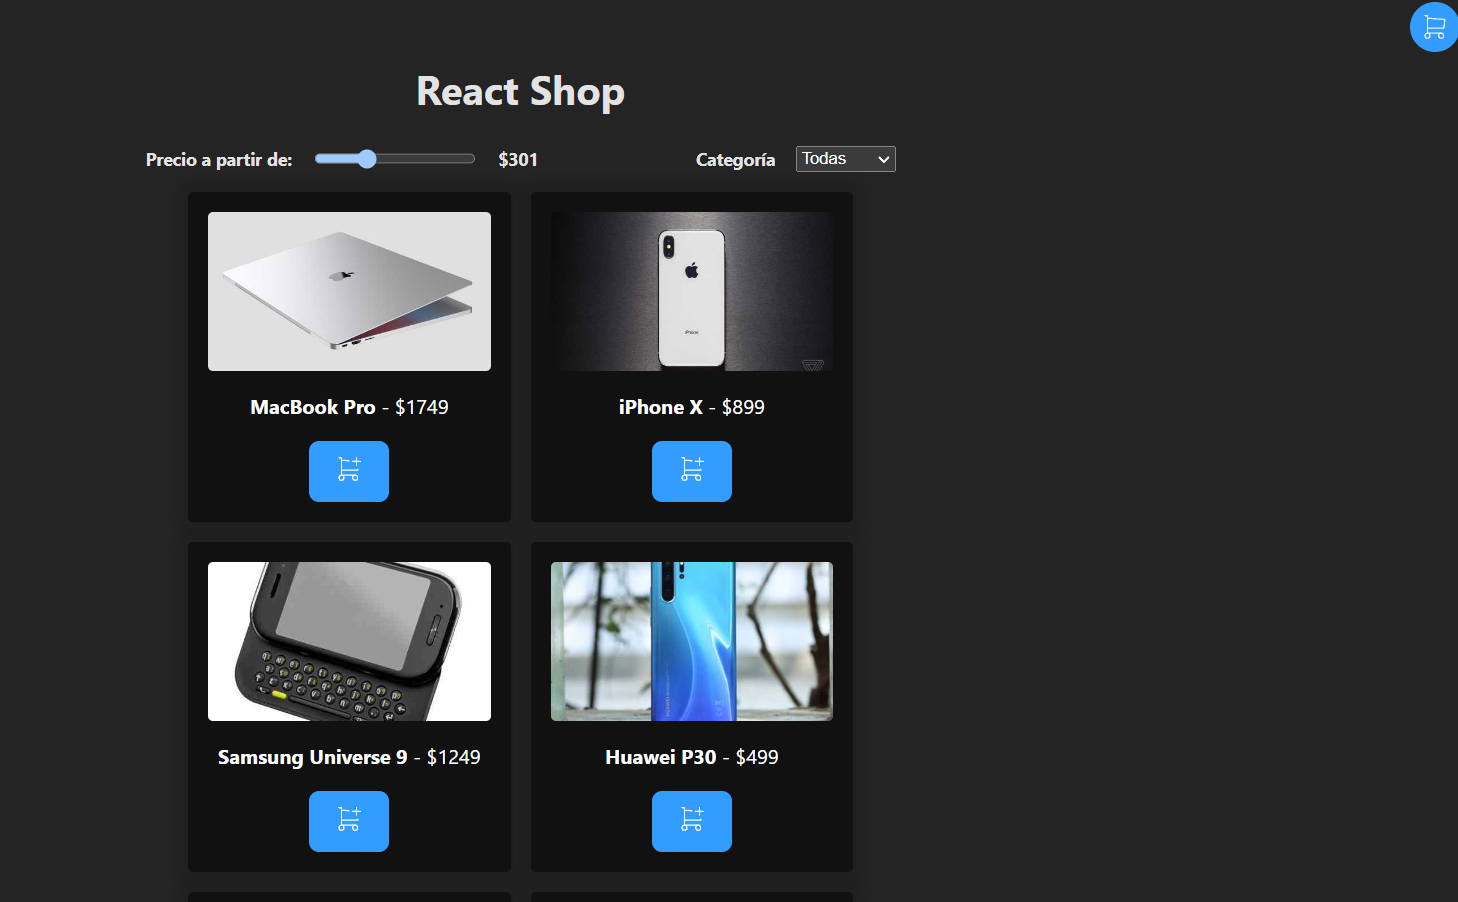 React Shop
Precio a partir de: $301 Categoría Todas
MacBook Pro - $1749
iPhone X - $899
Samsung Universe 9 - $1249
Huawei P30 - $499